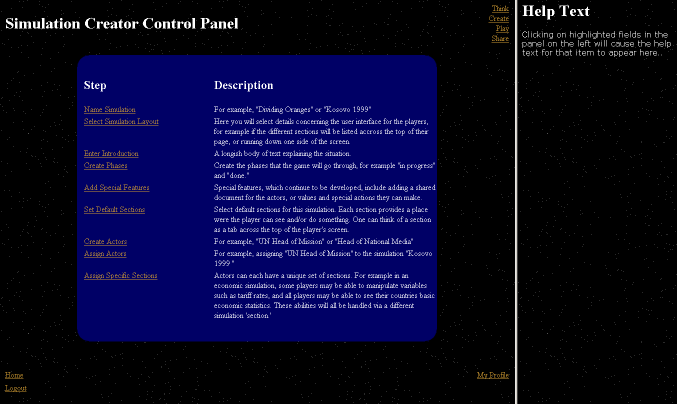 Simulation Creator Control Panel
Think
Create
Play
Share
Step Description
Name Simulation For example, "Dividing Oranges" or "Kosovo 1999"
Select Simulation Layout Here you will select details concerning the user interface for the players,
for example if the different sections will be listed accross the top of their
page, or running down one side of the screen.
Enter Introduction A longish body of text explaining the situation.
Create Phases Create the phases that the game will go through, for example "in progress"
and "done."
Add Special Features Special features, which continue to be developed, include adding a shared
document for the actors, or values and special actions they can make.
Set Default Sections Select default sections for this simulation. Each section provides a place
were the player can see and/or do something. One can think of a section
as a tab across the top of the player's screen.
Create Actors For example, "UN Head of Mission" or "Head of National Media"
Assign Actors For example, assigning "UN Head of Mission" to the simulation "Kosovo
1999."
Assign Specific Sections Actors can each have a unique set of sections. For example in an
economic simulation, some players may be able to manipulate variables
such as tariff rates, and all players may be able to see their countries basic
economic statistics. These abilities will all be handled via a different
simulation 'section.'
Home My Profile
Logout
Help Text
Clicking on highlighted fields in the
panel on the left will cause the help
text for that item to appear here..